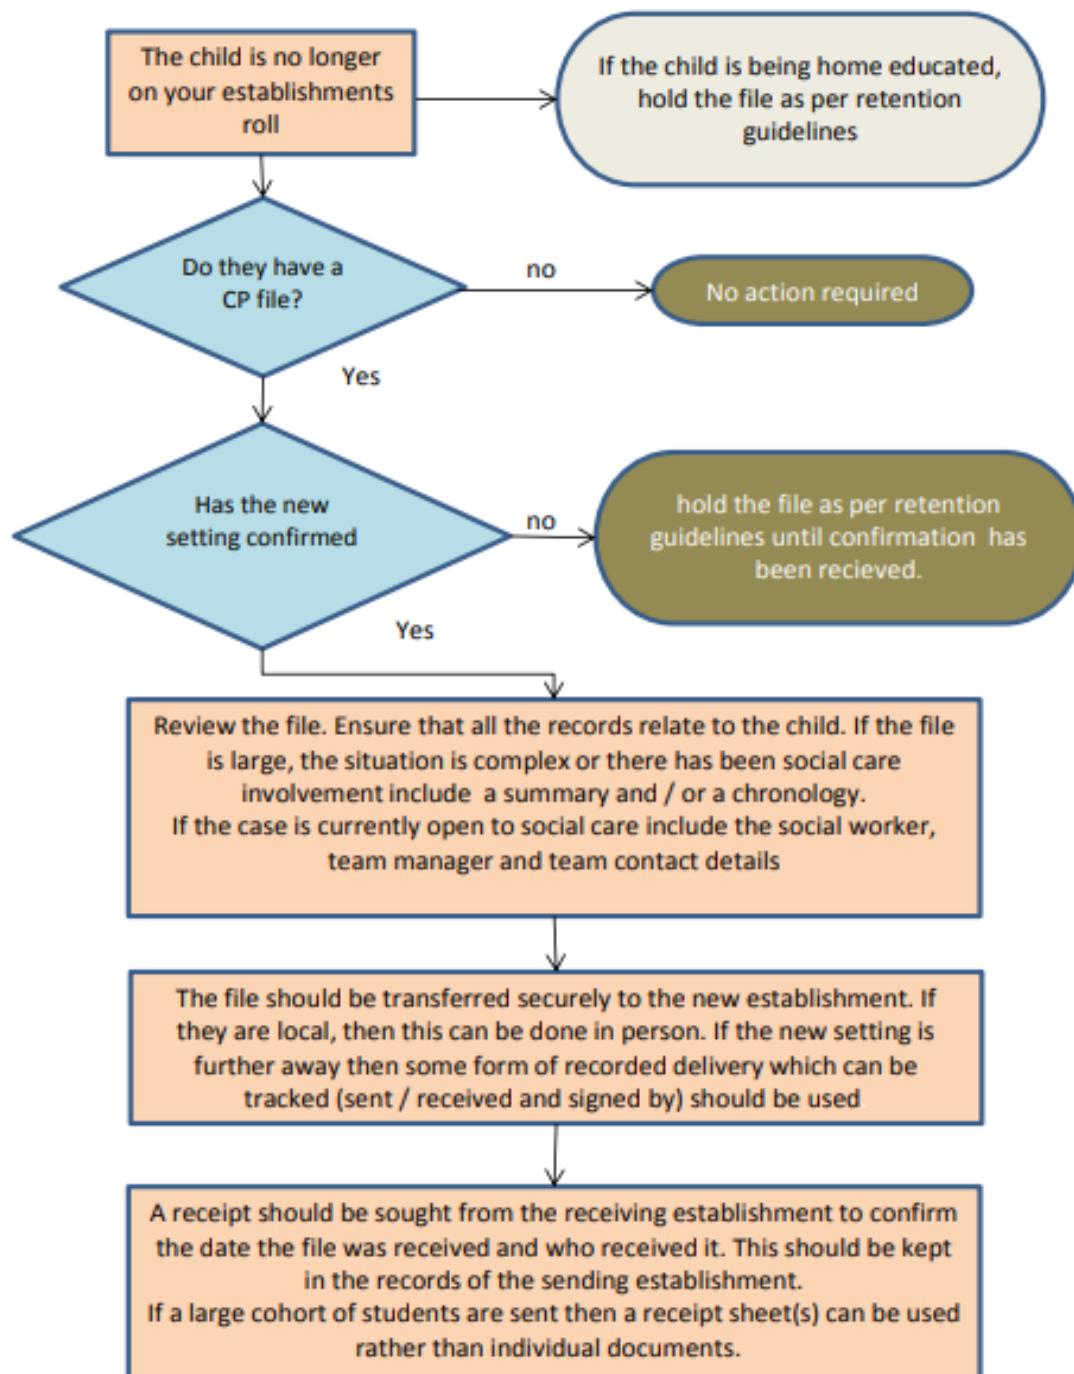 The child is no longer
on your establishments
roll
If the child is being home educated,
hold the file as per retention
guidelines
Do they have a
CP file?
no
No action required
Yes
Has the new
setting confirmed
no
hold the file as per retention
guidelines until confirmation has
been recieved.
Yes
Review the file. Ensure that all the records relate to the child. If the file
is large, the situation is complex or there has been social care
involvement include a summary and / or a chronology.
If the case is currently open to social care include the social worker,
team manager and team contact details
The file should be transferred securely to the new establishment. If
they are local, then this can be done in person. If the new setting is
further away then some form of recorded delivery which can be
tracked (sent / received and signed by) should be used
A receipt should be sought from the receiving establishment to confirm
the date the file was received and who received it. This should be kept
in the records of the sending establishment.
If a large cohort of students are sent then a receipt sheet(s) can be used
rather than individual documents.